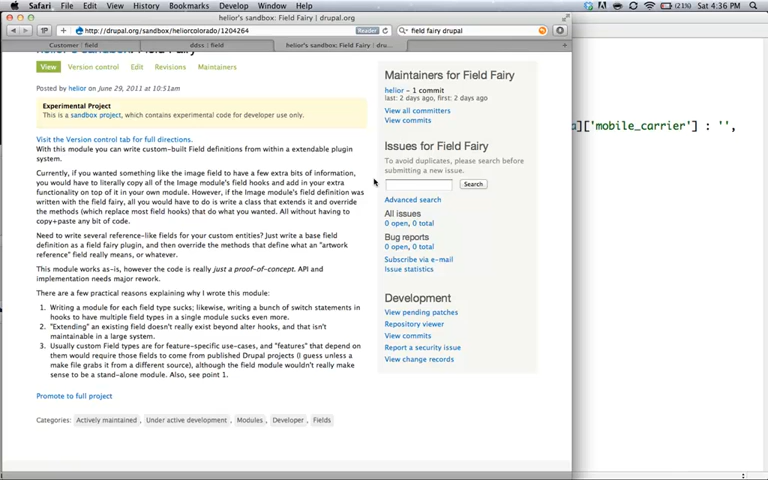 Safari File Edit View History Bookmarks Develop Window Help (21%) Sat 4:36 PM
helior's sandbox: Field Fairy | drupal.org
http://drupal.org/sandbox/heliorcolorado/1204264 Reader field fairy drupal
Customer | field ddss | field helior's sandbox: Field Fairy | dru...
View Version control Edit Revisions Maintainers
Posted by helior on June 29, 2011 at 10:51am
Experimental Project
This is a sandbox project, which contains experimental code for developer use only.
Visit the Version control tab for full directions.
With this module you can write custom-built Field definitions from within a extendable plugin
system.
Currently, if you wanted something like the image field to have a few extra bits of information,
you would have to literally copy all of the Image module's field hooks and add in your extra
functionality on top of it in your own module. However, if the Image module's field definition was
written with the field fairy, all you would have to do is write a class that extends it and override
the methods (which replace most field hooks) that do what you wanted. All without having to
copy+paste any bit of code.
Need to write several reference-like fields for your custom entities? Just write a base field
definition as a field fairy plugin, and then override the methods that define what an "artwork
reference" field really means, or whatever.
This module works as-is, however the code is really just a proof-of-concept. API and
implementation needs major rework.
There are a few practical reasons explaining why I wrote this module:
1. Writing a module for each field type sucks; likewise, writing a bunch of switch statements in
hooks to have multiple field types in a single module sucks even more.
2. "Extending" an existing field doesn't really exist beyond alter hooks, and that isn't
maintainable in a large system.
3. Usually custom Field types are for feature-specific use-cases, and "features" that depend on
them would require those fields to come from published Drupal projects (I guess unless a
make file grabs it from a different source), although the field module wouldn't really make
sense to be a stand-alone module. Also, see point 1.
Promote to full project
Categories: Actively maintained , Under active development , Modules , Developer , Fields
Maintainers for Field Fairy
helior – 1 commit
last: 2 days ago, first: 2 days ago
View all committers
View commits
Issues for Field Fairy
To avoid duplicates, please search before
submitting a new issue.
Search
Advanced search
All issues
0 open, 0 total
Bug reports
0 open, 0 total
Subscribe via e-mail
Issue statistics
Development
View pending patches
Repository viewer
View commits
Report a security issue
View change records
a]['mobile_carrier'] : '',